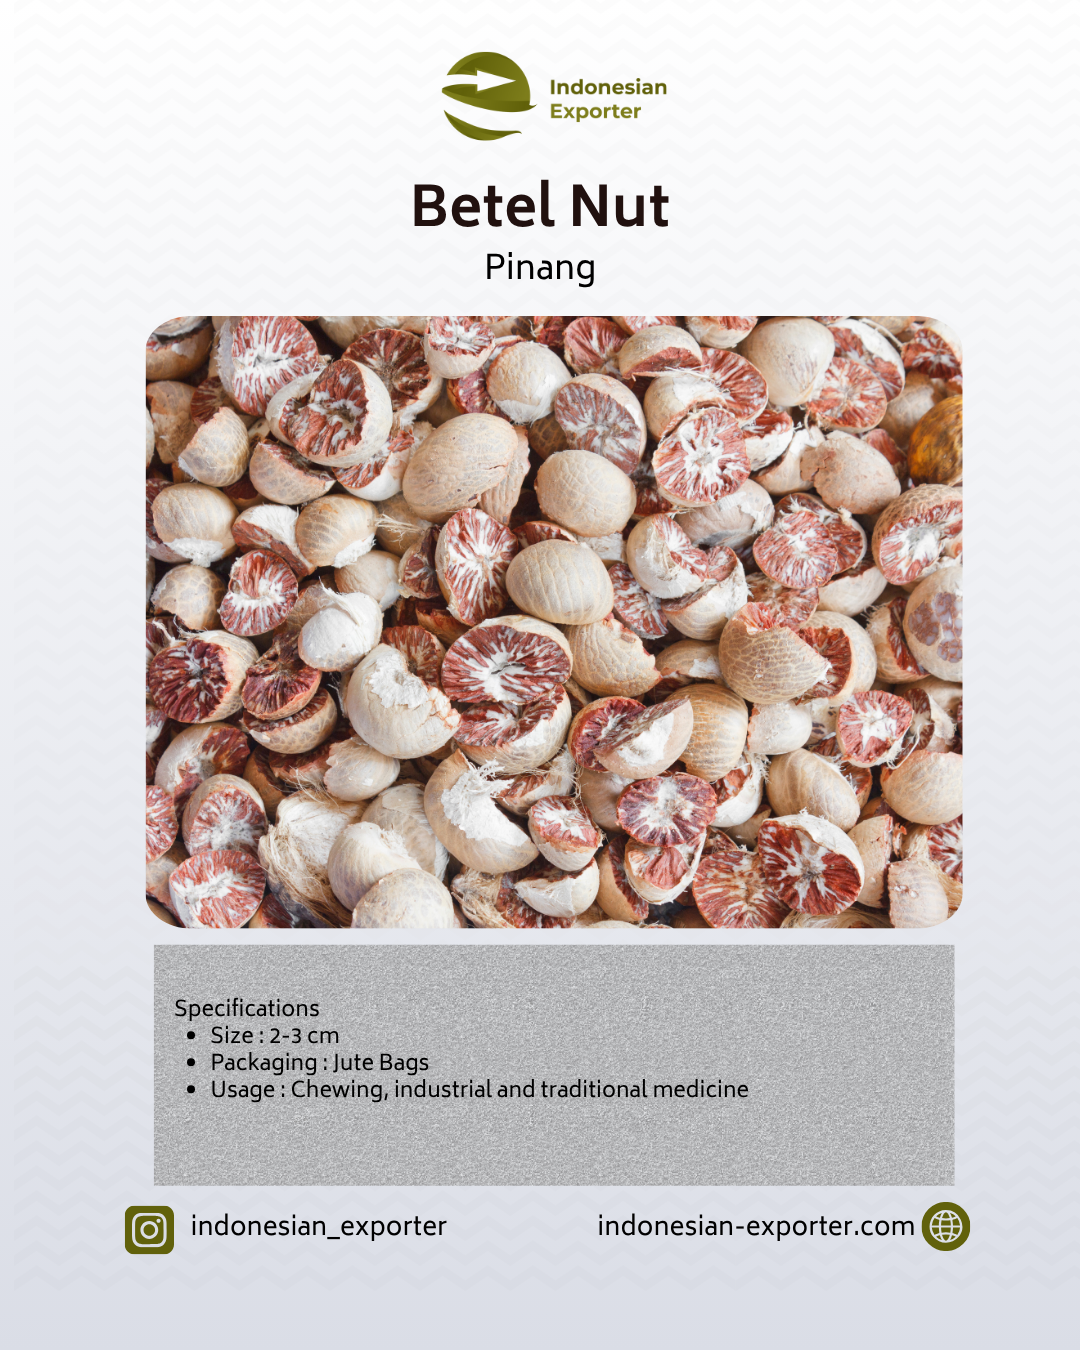 Indonesian
Exporter
Betel Nut
Pinang
Specifications
• Size : 2-3 cm
• Packaging : Jute Bags
• Usage : Chewing, industrial and traditional medicine
indonesian_exporter
indonesian-exporter.com